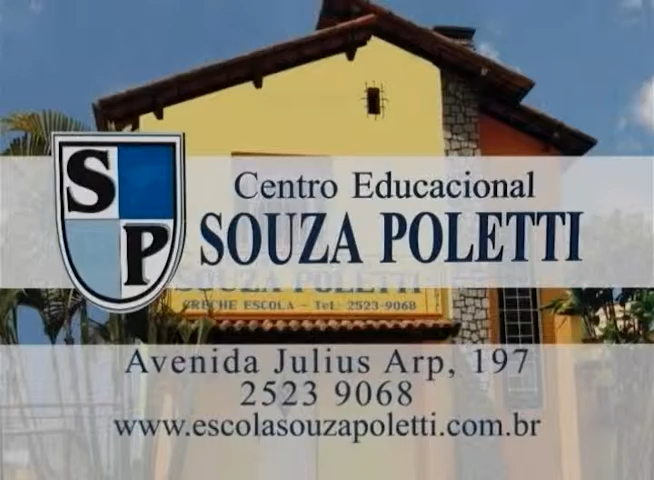 S
P
Centro Educacional
SOUZA POLETTI
SOUZA POLETTI
CRECHE ESCOLA - Tel. 2523-9068
Avenida Julius Arp, 197
2523 9068
www.escolasouzapoletti.com.br